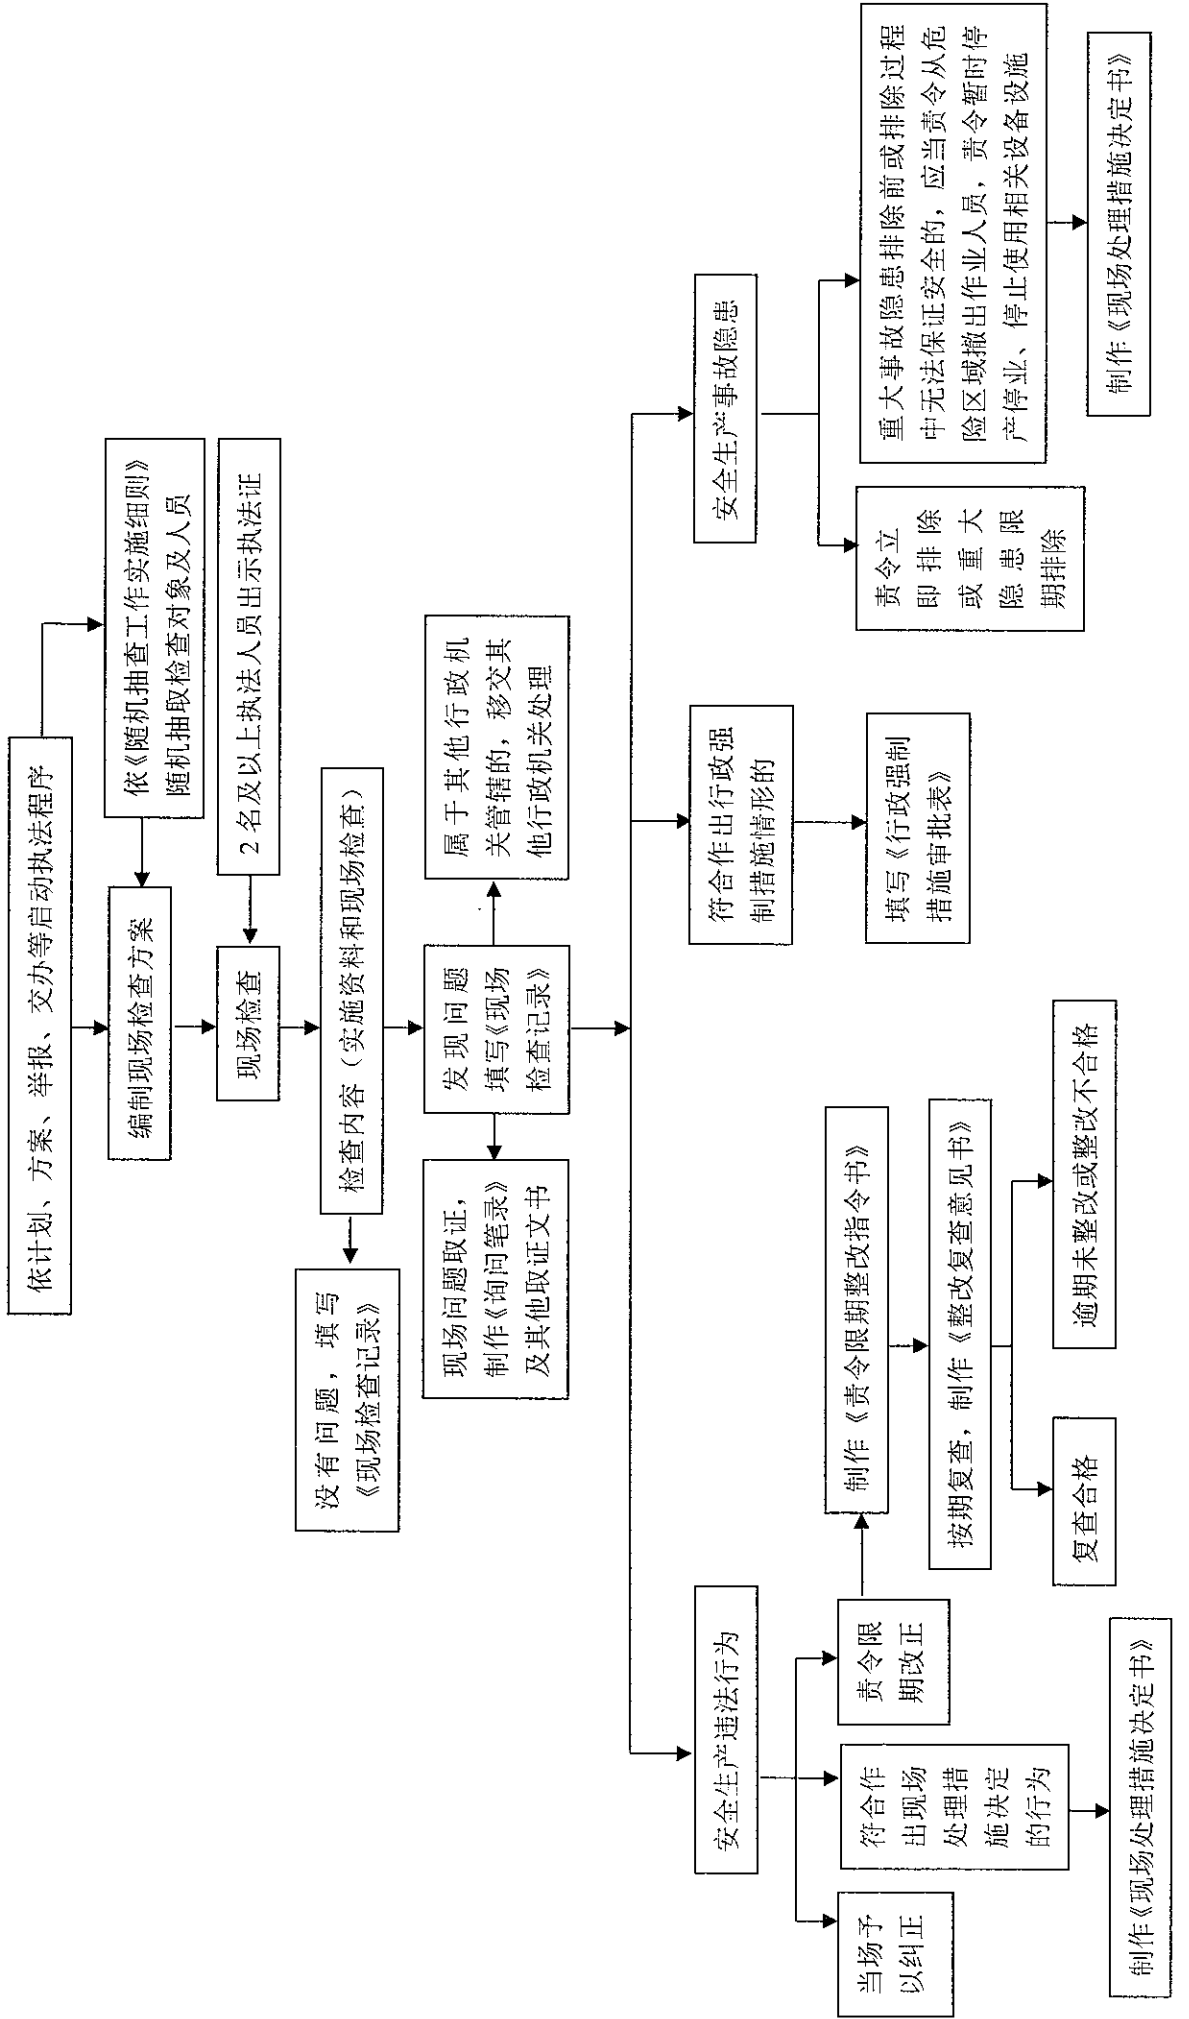 依计划、方案、举报、交办等启动执法程序
依《随机抽查工作实施细则》
随机抽取检查对象及人员
编制现场检查方案
2名及以上执法人员出示执法证
现场检查
检查内容（实施资料和现场检查）
没有问题，填写
《现场检查记录》
发现问题
填写《现场
检查记录》
属于其他行政机
关管辖的，移交其
他行政机关处理
现场问题取证，
制作《询问笔录》
及其他取证文书
安全生产违法行为
符合作出行政强
制措施情形的
安全生产事故隐患
当场予
以纠正
符合作
出现场
处理措
施决定
的行为
责令限
期改正
制作《责令限期整改指令书》
填写《行政强制
措施审批表》
责令立
即排除
或重大
隐患限
期排除
重大事故隐患排除前或排除过程
中无法保证安全的，应当责令从危
险区域撤出作业人员，责令暂时停
产停业、停止使用相关设备设施
按期复查，制作《整改复查意见书》
复查合格
逾期未整改或整改不合格
制作《现场处理措施决定书》
制作《现场处理措施决定书》